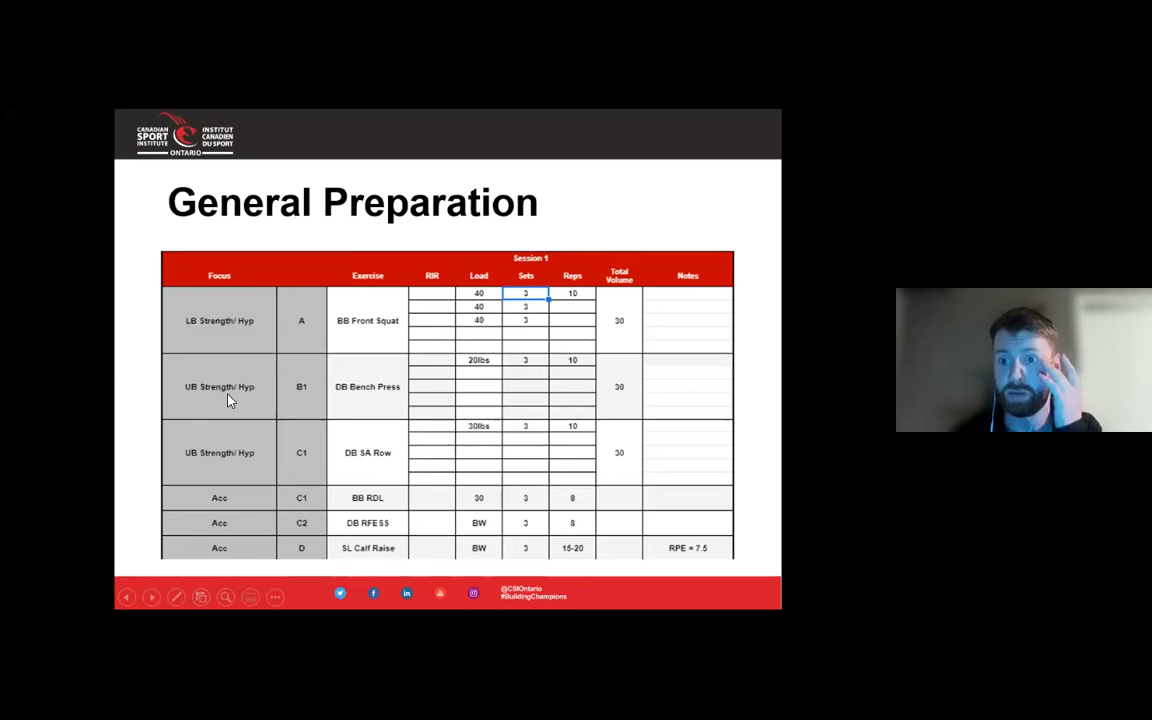 CANADIAN
SPORT
INSTITUTE
INSTITUT
CANADIEN
DU SPORT
ONTARIO
General Preparation
Session 1
Focus Exercise RIR Load Sets Reps Total Volume Notes
40 3 10
40 3
LB Strength/ Hyp A BB Front Squat 40 3 30
20lbs 3 10
UB Strength/ Hyp B1 DB Bench Press 30
30lbs 3 10
UB Strength/ Hyp C1 DB SA Row 30
Acc C1 BB RDL 30 3 8
Acc C2 DB RFESS BW 3 8
Acc D SL Calf Raise BW 3 15-20 RPE = 7.5
@CSIOntario
#BuildingChampions